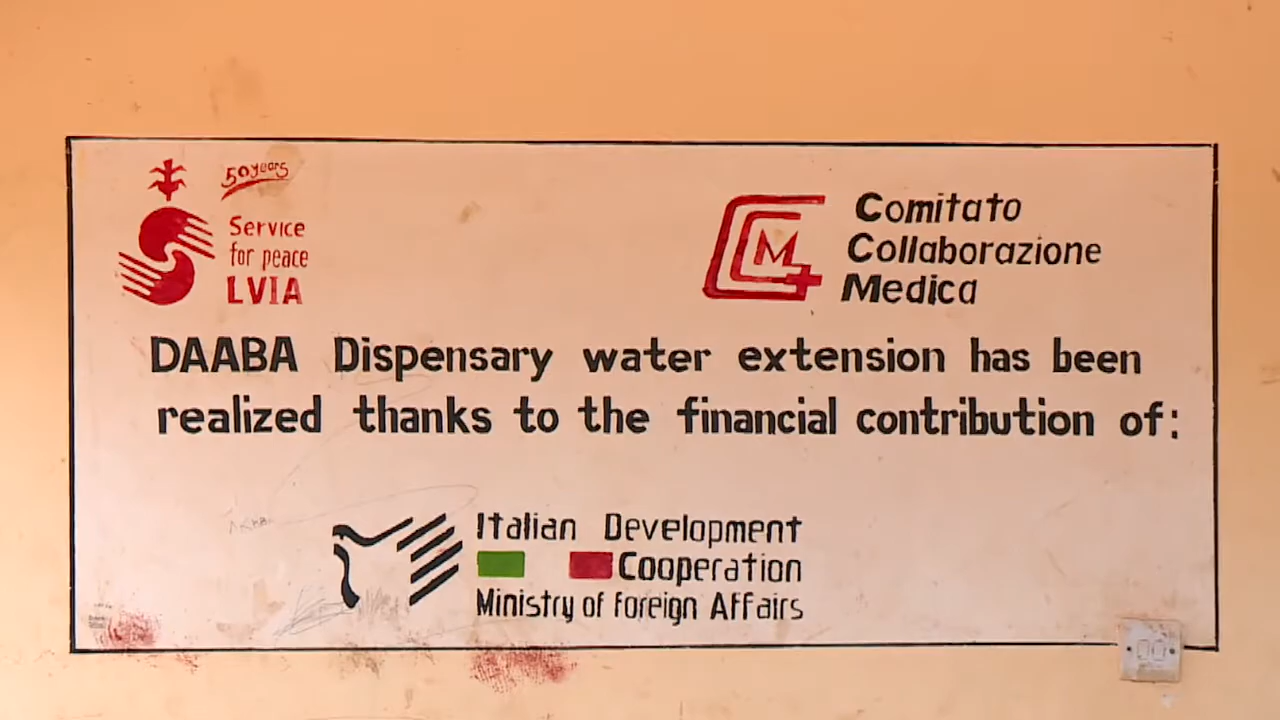 50 years
Service
for peace
LVIA
CCM
Comitato
Collaborazione
Medica
DAABA Dispensary water extension has been
realized thanks to the financial contribution of:
Italian Development
Cooperation
Ministry of Foreign Affairs